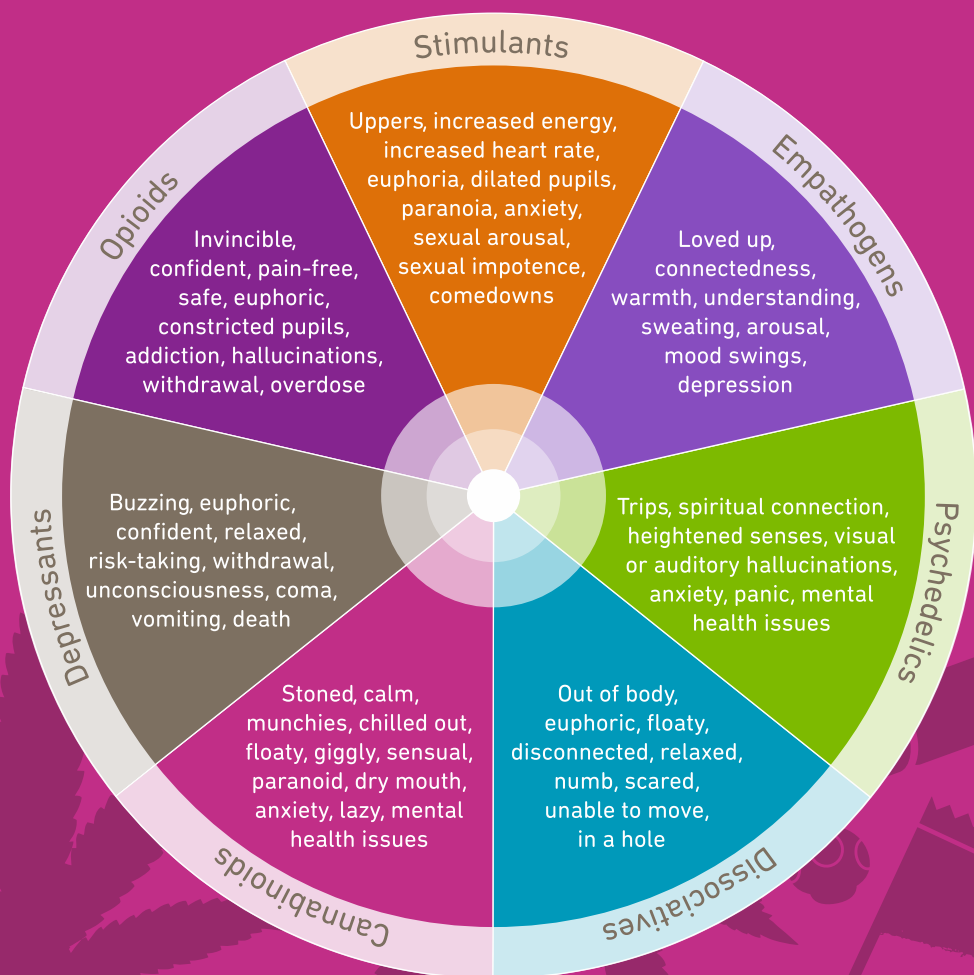 Stimulants
Uppers, increased energy,
increased heart rate,
euphoria, dilated pupils,
paranoia, anxiety,
sexual arousal,
sexual impotence,
comedowns
Empathogens
Loved up,
connectedness,
warmth, understanding,
sweating, arousal,
mood swings,
depression
Psychedelics
Trips, spiritual connection,
heightened senses, visual
or auditory hallucinations,
anxiety, panic, mental
health issues
Dissociatives
Out of body,
euphoric, floaty,
disconnected, relaxed,
numb, scared,
unable to move,
in a hole
Cannabinoids
Stoned, calm,
munchies, chilled out,
floaty, giggly, sensual,
paranoid, dry mouth,
anxiety, lazy, mental
health issues
Depressants
Buzzing, euphoric,
confident, relaxed,
risk-taking, withdrawal,
unconsciousness, coma,
vomiting, death
Opioids
Invincible,
confident, pain-free,
safe, euphoric,
constricted pupils,
addiction, hallucinations,
withdrawal, overdose